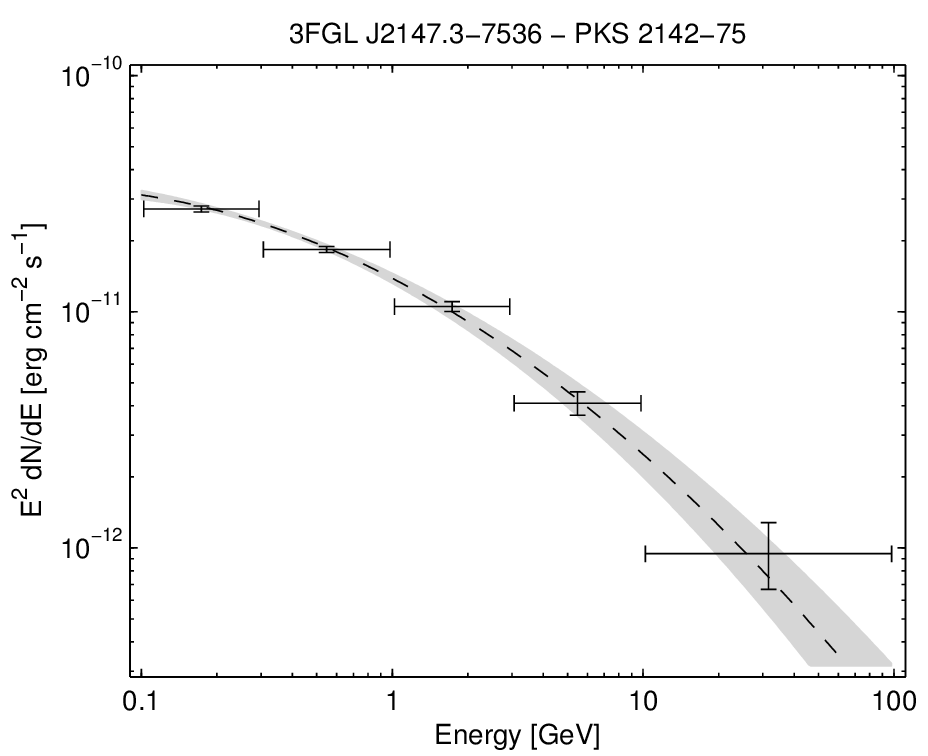 3FGL J2147.3−7536 − PKS 2142−75
10⁻¹⁰
10⁻¹¹
10⁻¹²
E² dN/dE [erg cm⁻² s⁻¹]
0.1 1 10 100
Energy [GeV]